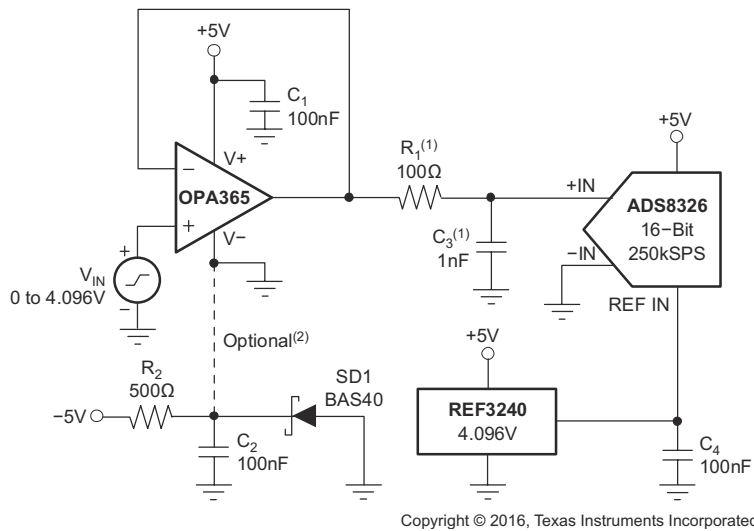 +5V
C1
100nF
V+
−
OPA365
+
V−
R1(1)
100Ω
C3(1)
1nF
+5V
+IN
ADS8326
16−Bit
250kSPS
−IN
REF IN
+
VIN
0 to 4.096V
−
Optional(2)
R2
500Ω
−5V
SD1
BAS40
C2
100nF
+5V
REF3240
4.096V
C4
100nF
Copyright © 2016, Texas Instruments Incorporated